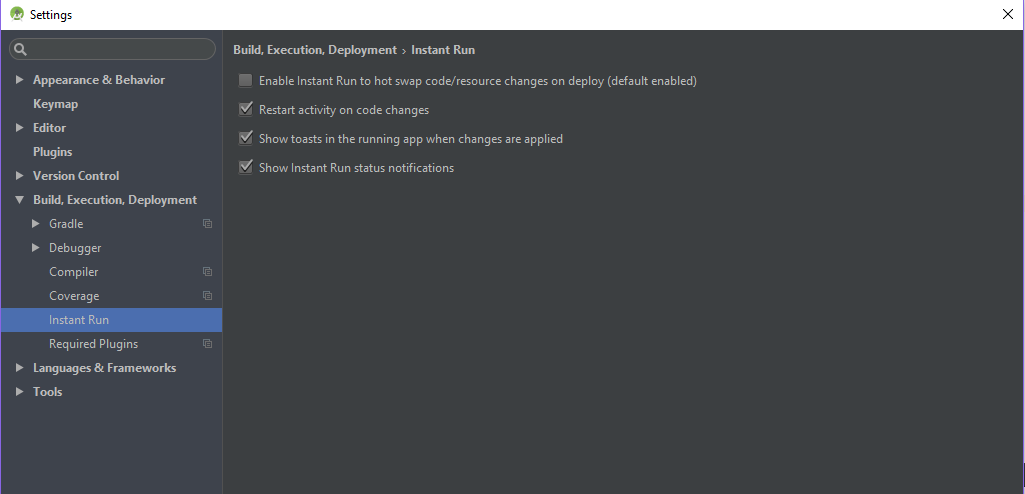 Settings
Build, Execution, Deployment › Instant Run
Appearance & Behavior
Keymap
Editor
Plugins
Version Control
Build, Execution, Deployment
Gradle
Debugger
Compiler
Coverage
Instant Run
Required Plugins
Languages & Frameworks
Tools
Enable Instant Run to hot swap code/resource changes on deploy (default enabled)
Restart activity on code changes
Show toasts in the running app when changes are applied
Show Instant Run status notifications